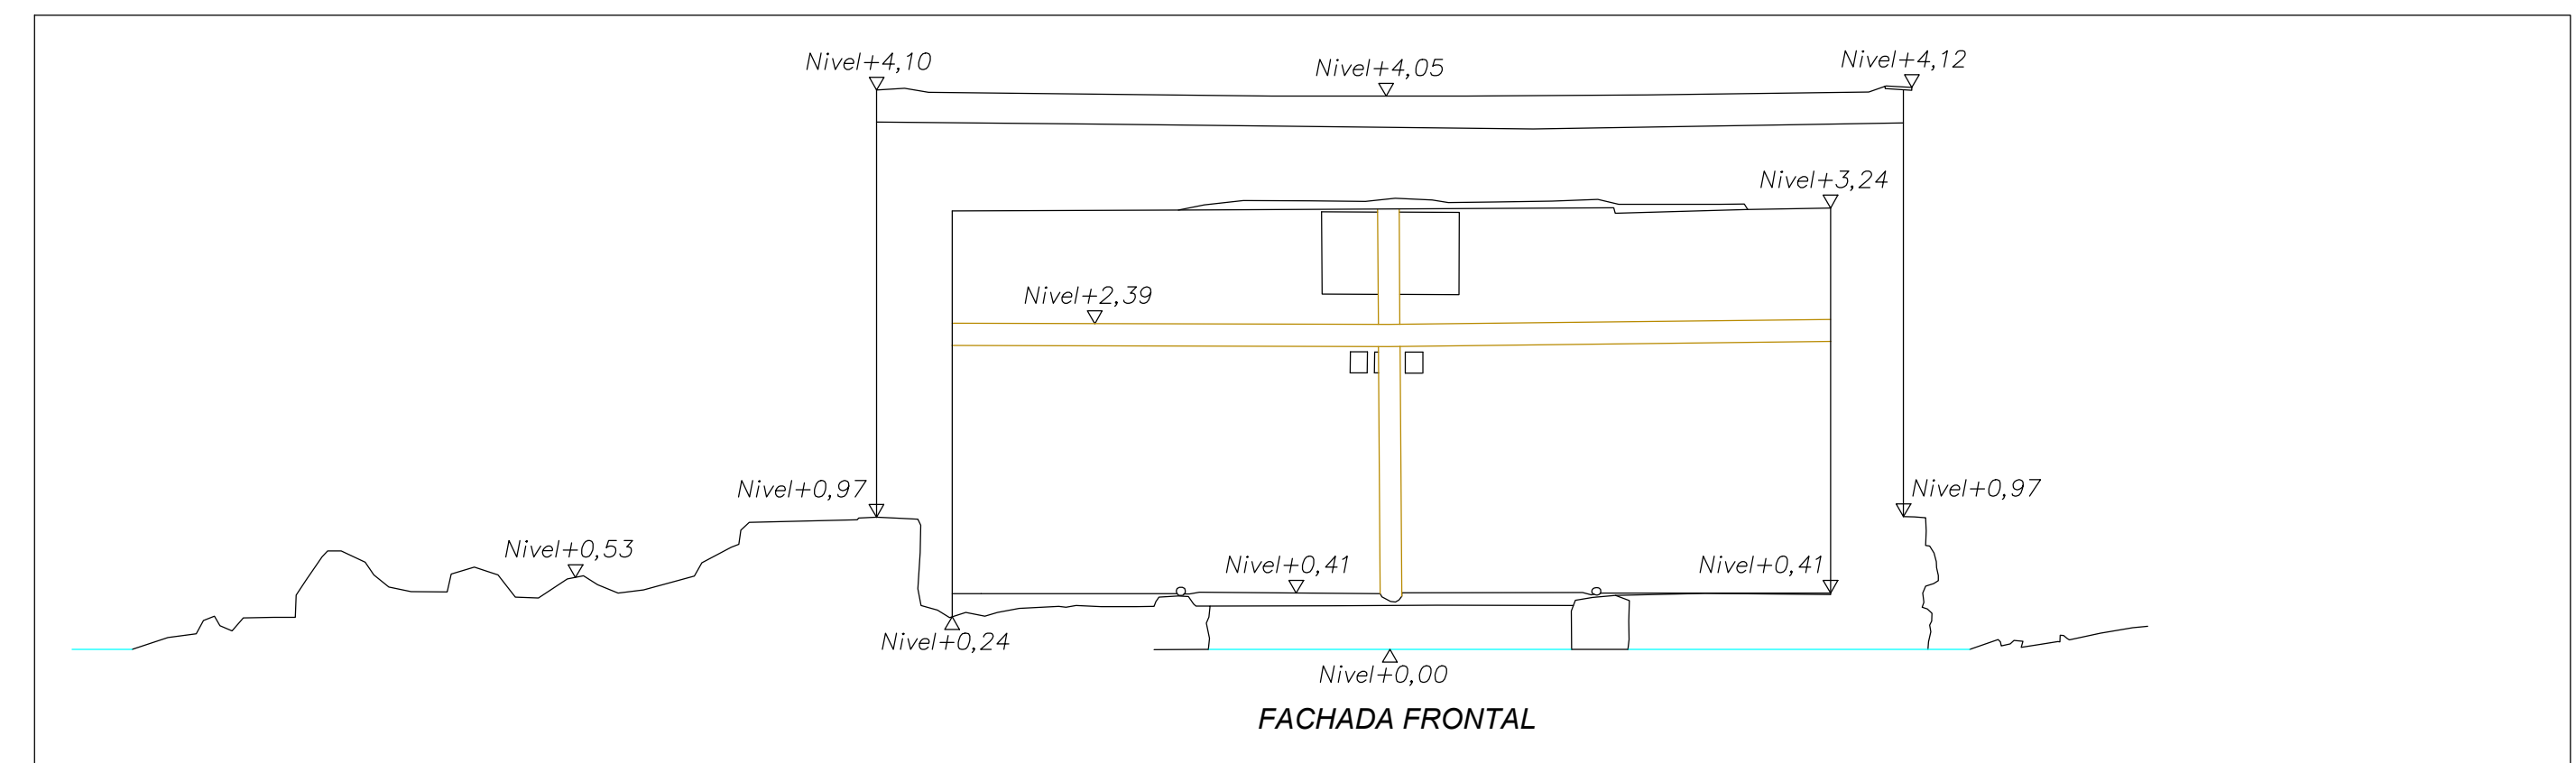 Nivel+4,10
Nivel+4,05
Nivel+4,12
Nivel+3,24
Nivel+2,39
Nivel+0,97
Nivel+0,97
Nivel+0,53
Nivel+0,41
Nivel+0,41
Nivel+0,24
Nivel+0,00
FACHADA FRONTAL